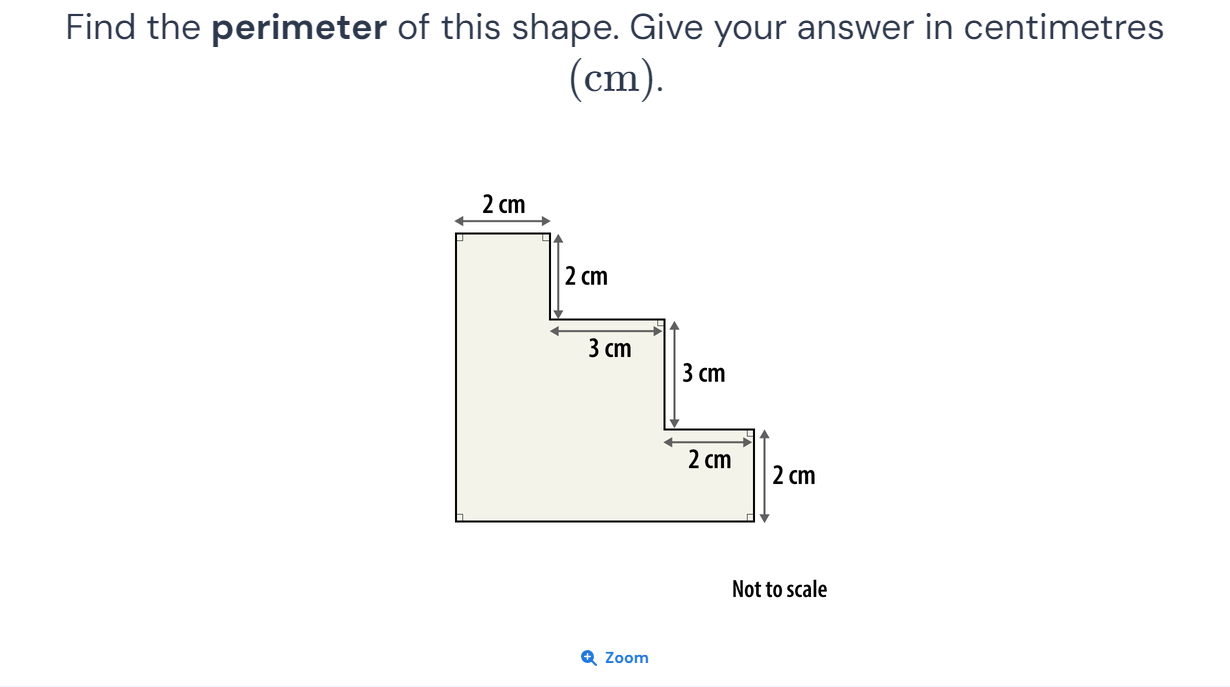 Find the perimeter of this shape. Give your answer in centimetres
(cm).
2 cm
2 cm
3 cm
3 cm
2 cm
2 cm
Not to scale
Zoom